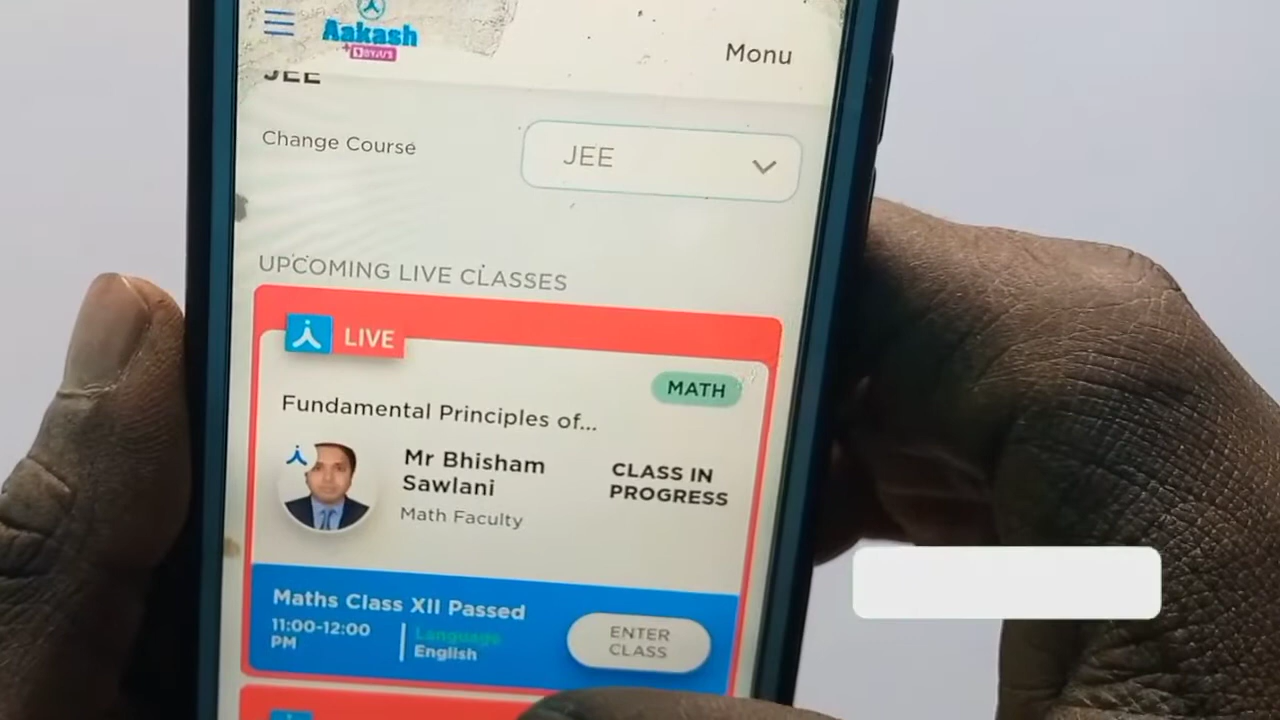 Aakash
BYJU'S
Monu
JEE
Change Course
JEE
UPCOMING LIVE CLASSES
LIVE
MATH
Fundamental Principles of...
Mr Bhisham
Sawlani
Math Faculty
CLASS IN
PROGRESS
Maths Class XII Passed
11:00-12:00
PM
Language
English
ENTER
CLASS